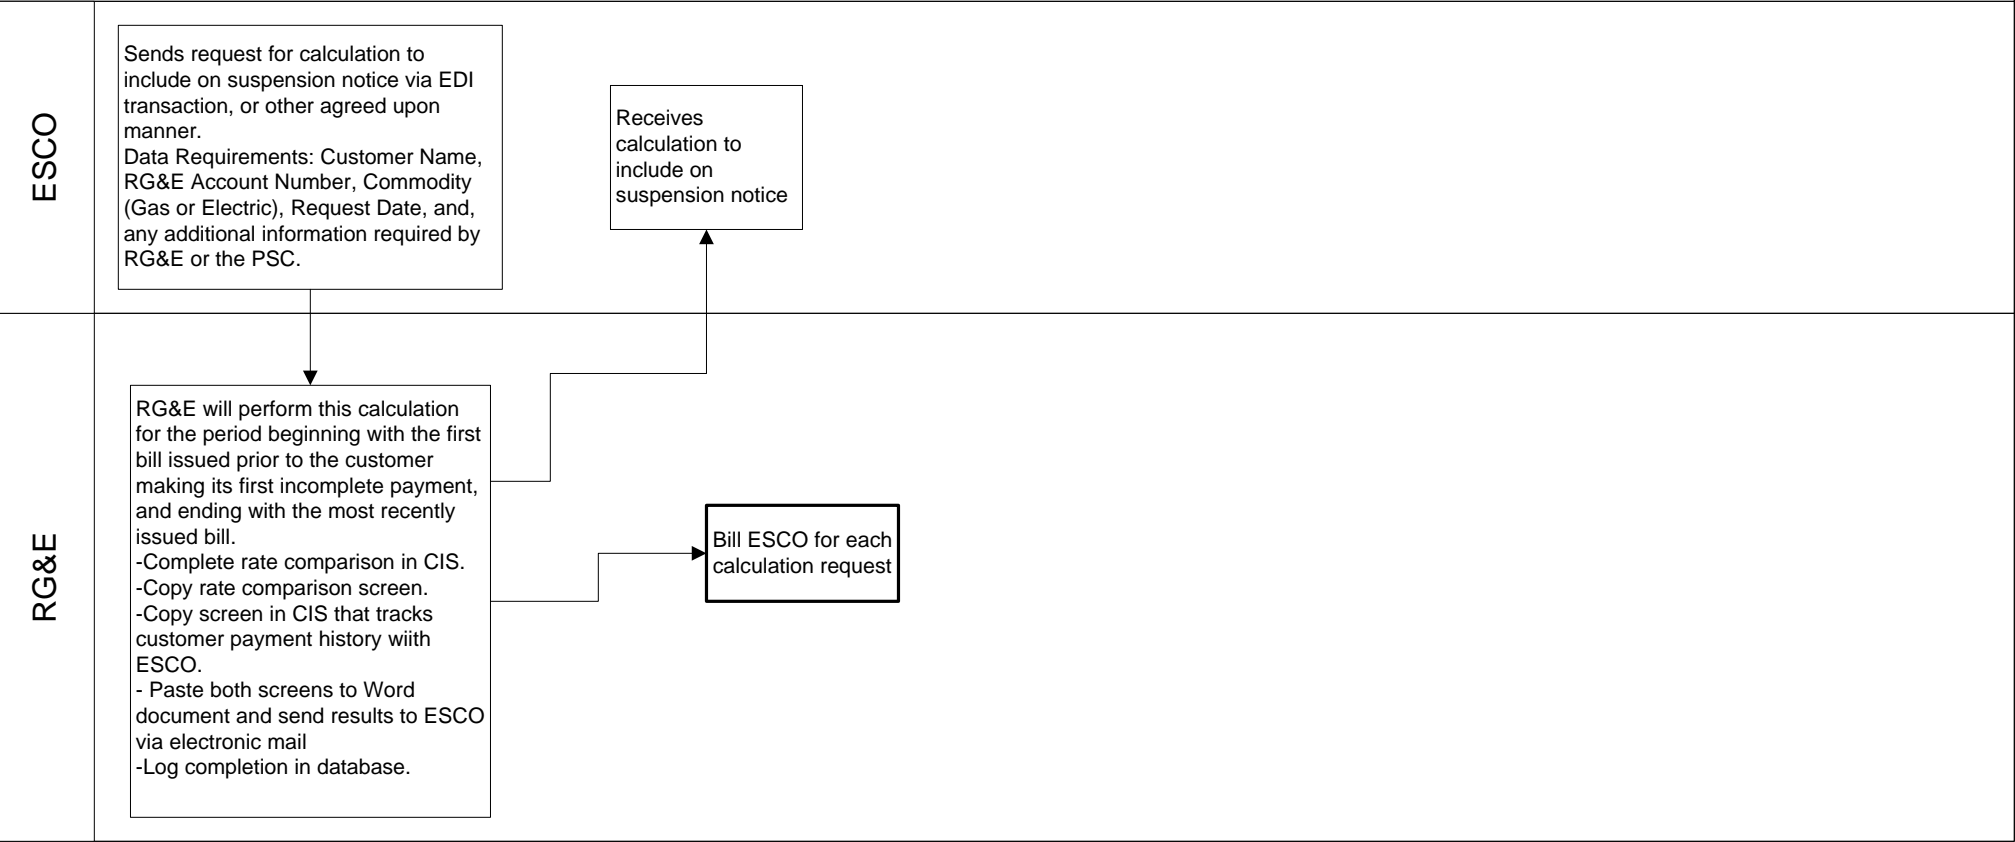 ESCO
Sends request for calculation to
include on suspension notice via EDI
transaction, or other agreed upon
manner.
Data Requirements: Customer Name,
RG&E Account Number, Commodity
(Gas or Electric), Request Date, and,
any additional information required by
RG&E or the PSC.
Receives
calculation to
include on
suspension notice
RG&E
RG&E will perform this calculation
for the period beginning with the first
bill issued prior to the customer
making its first incomplete payment,
and ending with the most recently
issued bill.
-Complete rate comparison in CIS.
-Copy rate comparison screen.
-Copy screen in CIS that tracks
customer payment history wiith
ESCO.
- Paste both screens to Word
document and send results to ESCO
via electronic mail
-Log completion in database.
Bill ESCO for each
calculation request